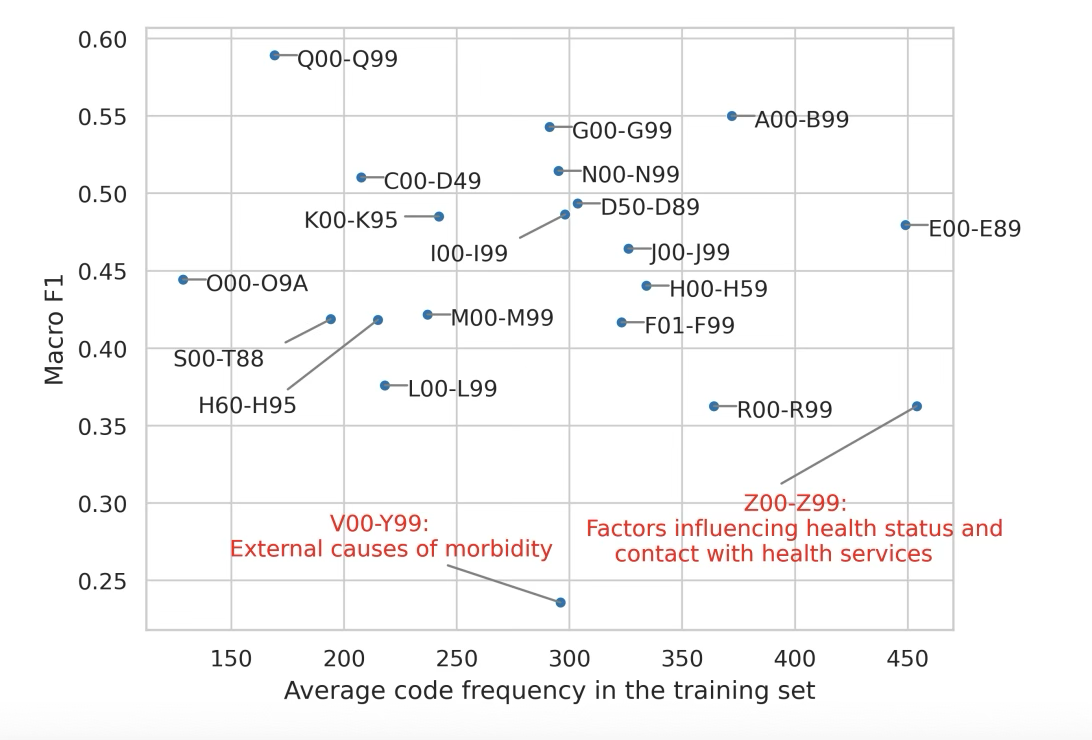 0.60
Q00-Q99
0.55
A00-B99
G00-G99
N00-N99
C00-D49
0.50
D50-D89
K00-K95
E00-E89
I00-I99
J00-J99
0.45
O00-O9A
H00-H59
M00-M99
F01-F99
Macro F1
0.40
S00-T88
H60-H95
L00-L99
R00-R99
0.35
0.30
Z00-Z99:
Factors influencing health status and
contact with health services
V00-Y99:
External causes of morbidity
0.25
150 200 250 300 350 400 450
Average code frequency in the training set